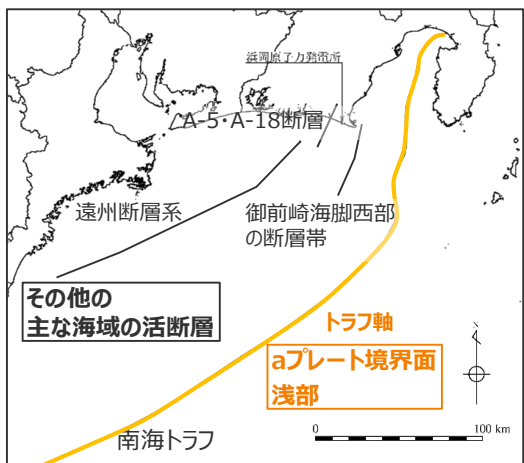 浜岡原子力発電所
A-5・A-18断層
遠州断層系
御前崎海脚西部
の断層帯
その他の
主な海域の活断層
トラフ軸
aプレート境界面
浅部
N
南海トラフ
0 100 km